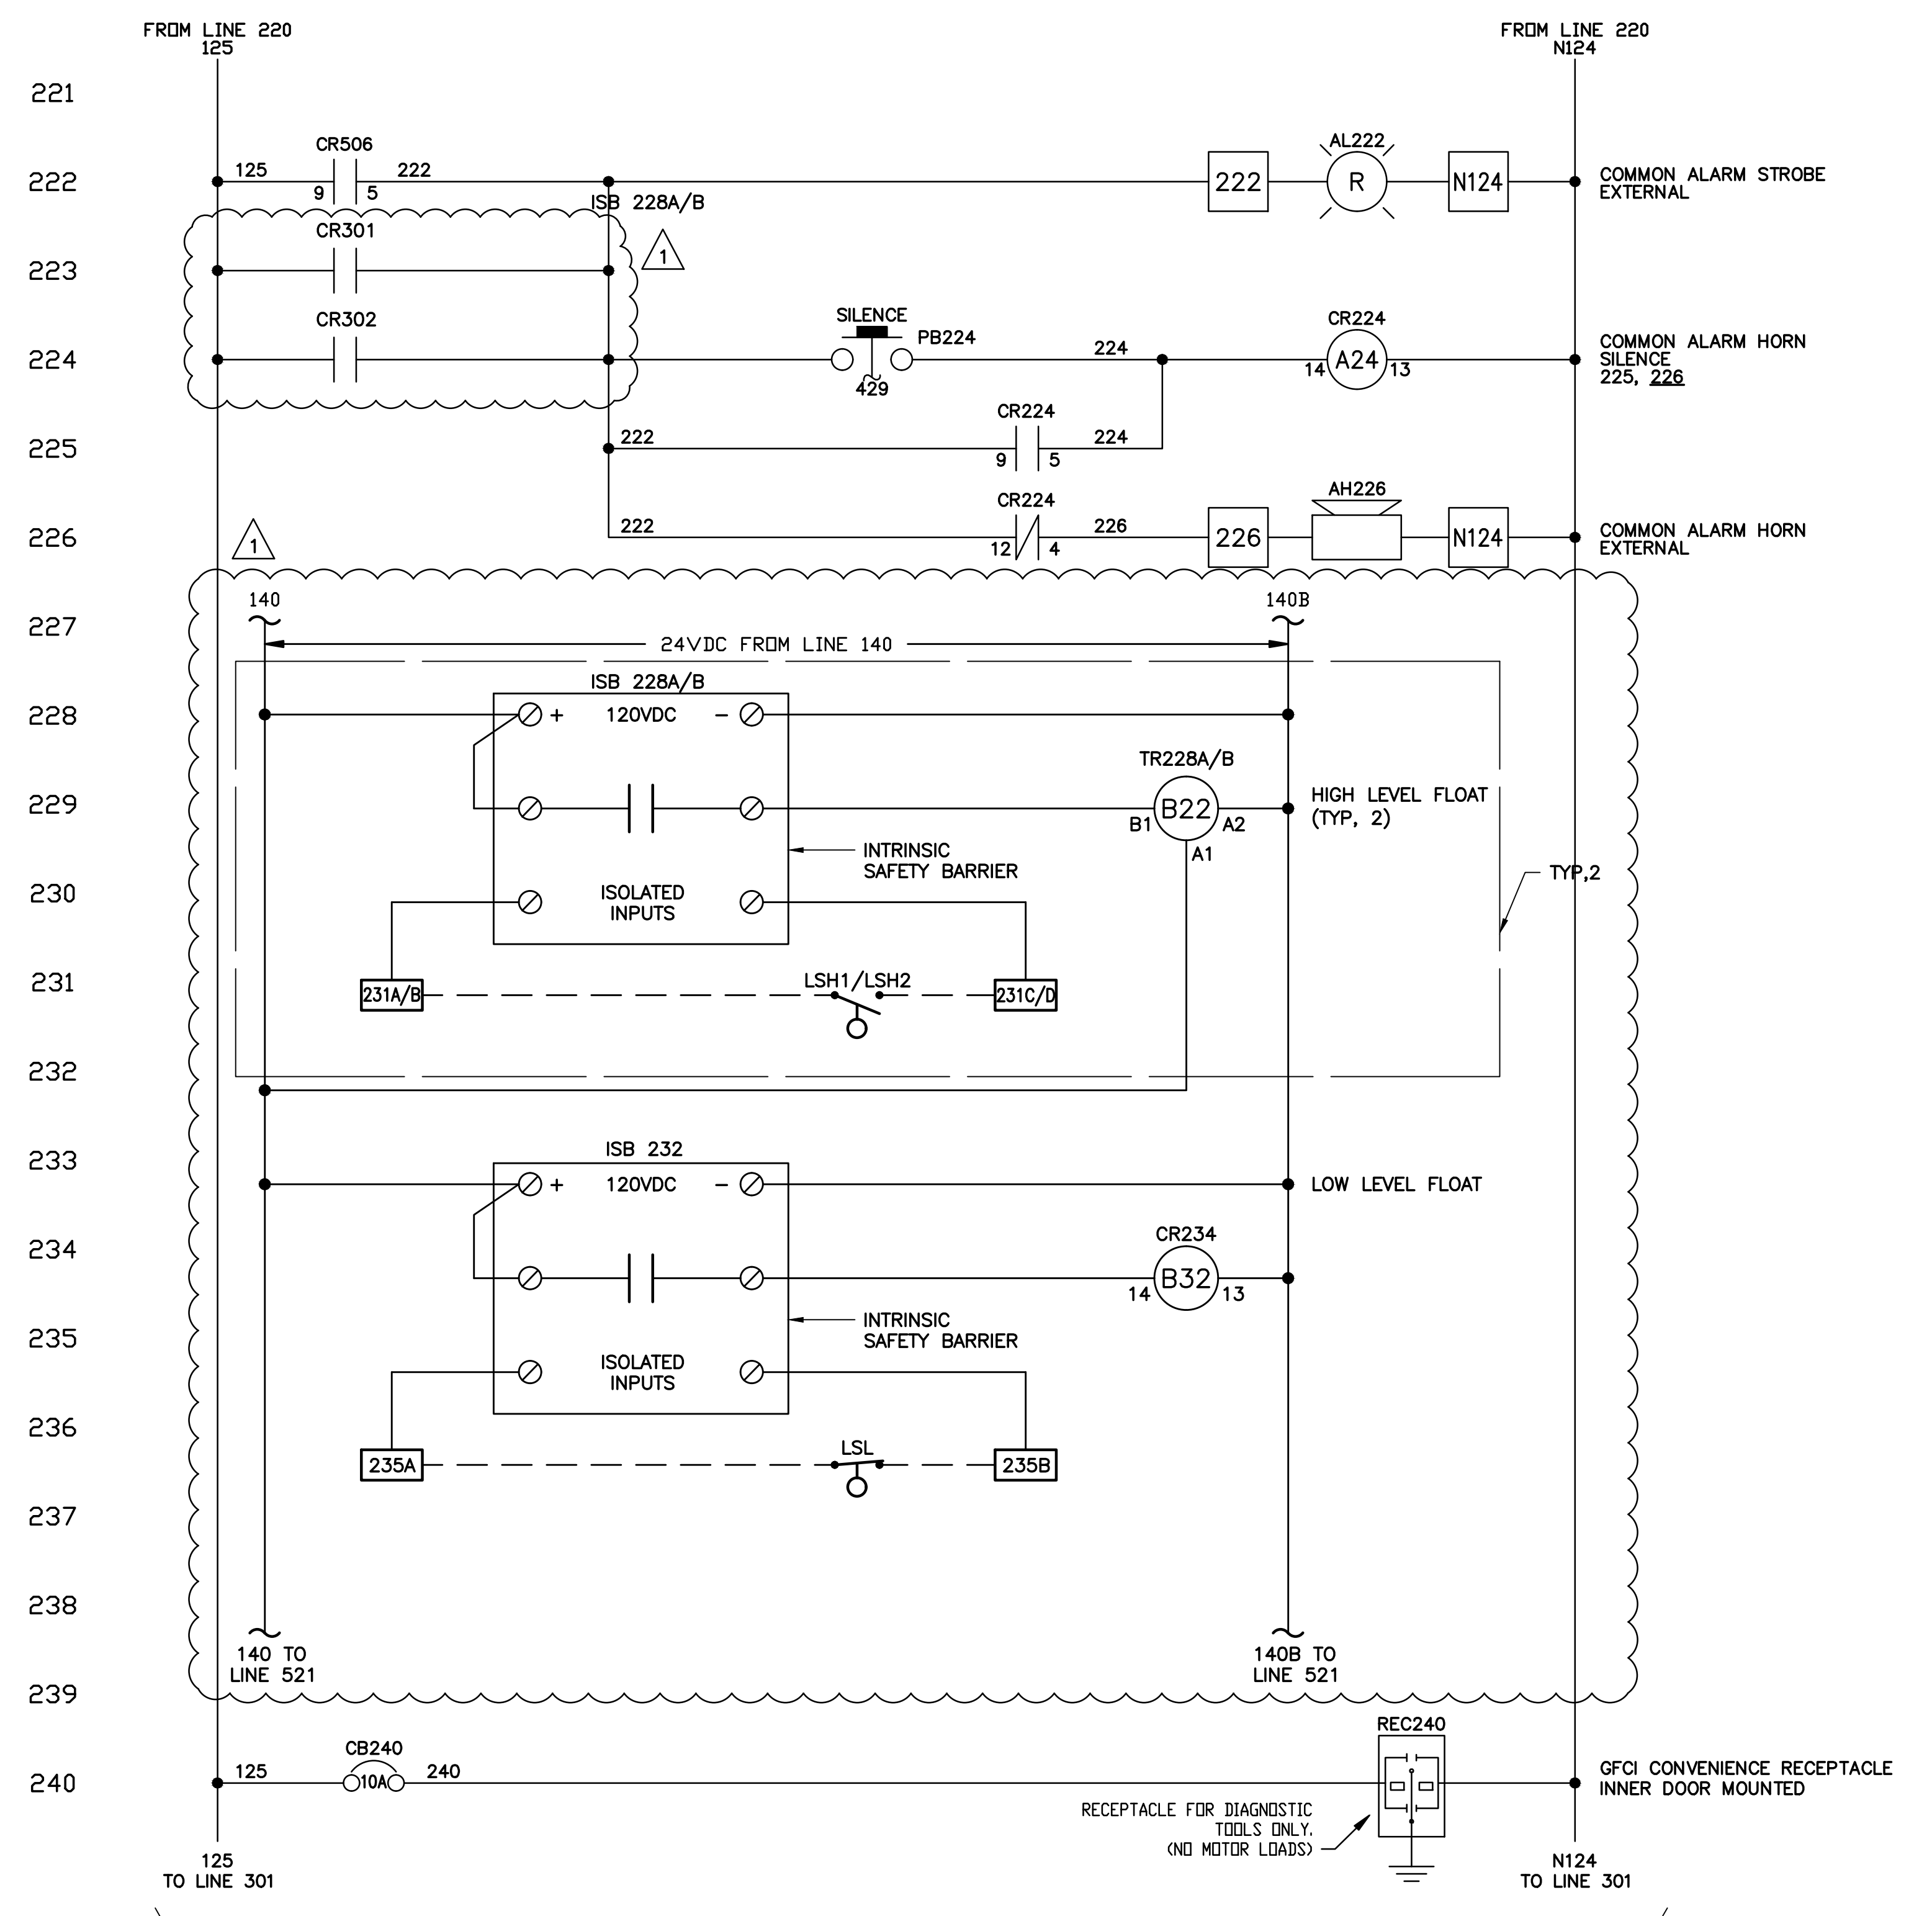 FROM LINE 220
125
FROM LINE 220
N124
221
CR506
AL222
222
125
222
9
5
222
R
N124
COMMON ALARM STROBE
EXTERNAL
ISB 228A/B
CR301
1
223
CR302
SILENCE
PB224
CR224
224
429
224
14
A24
13
COMMON ALARM HORN
SILENCE
225, 226
CR224
225
222
9
5
224
CR224
AH226
226
1
222
12
4
226
226
N124
COMMON ALARM HORN
EXTERNAL
227
140
140B
24VDC FROM LINE 140
ISB 228A/B
228
+
120VDC
-
TR228A/B
229
B22
B1
A2
A1
HIGH LEVEL FLOAT
(TYP, 2)
INTRINSIC
SAFETY BARRIER
TYP,2
230
ISOLATED
INPUTS
231
231A/B
LSH1/LSH2
231C/D
232
233
ISB 232
+
120VDC
-
LOW LEVEL FLOAT
234
CR234
B32
14
13
235
INTRINSIC
SAFETY BARRIER
ISOLATED
INPUTS
236
235A
LSL
235B
237
238
140 TO
LINE 521
140B TO
LINE 521
239
CB240
REC240
240
125
10A
240
GFCI CONVENIENCE RECEPTACLE
INNER DOOR MOUNTED
RECEPTACLE FOR DIAGNOSTIC
TOOLS ONLY.
(NO MOTOR LOADS)
125
TO LINE 301
N124
TO LINE 301